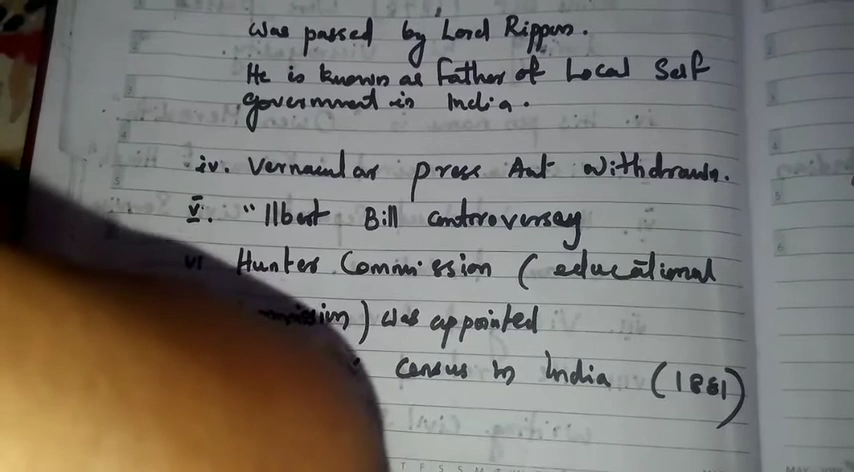 was passed by Lord Rippon.
He is known as Father of Local Self
government in India.
iv. Vernacular press Act withdrawn.
v. "Ilbert Bill controversay
vi Hunter Commission (educational
mission) was appointed
census in India (1881)